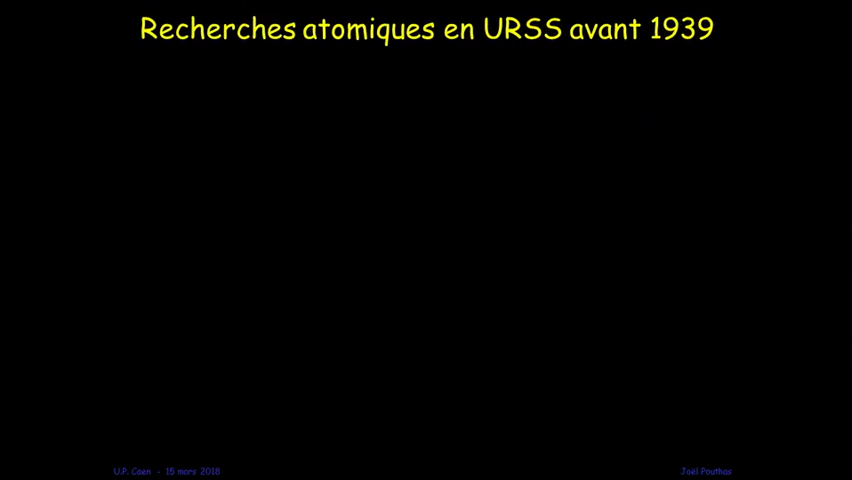 Recherches atomiques en URSS avant 1939
U.P. Caen - 15 mars 2018
Joël Pouthas